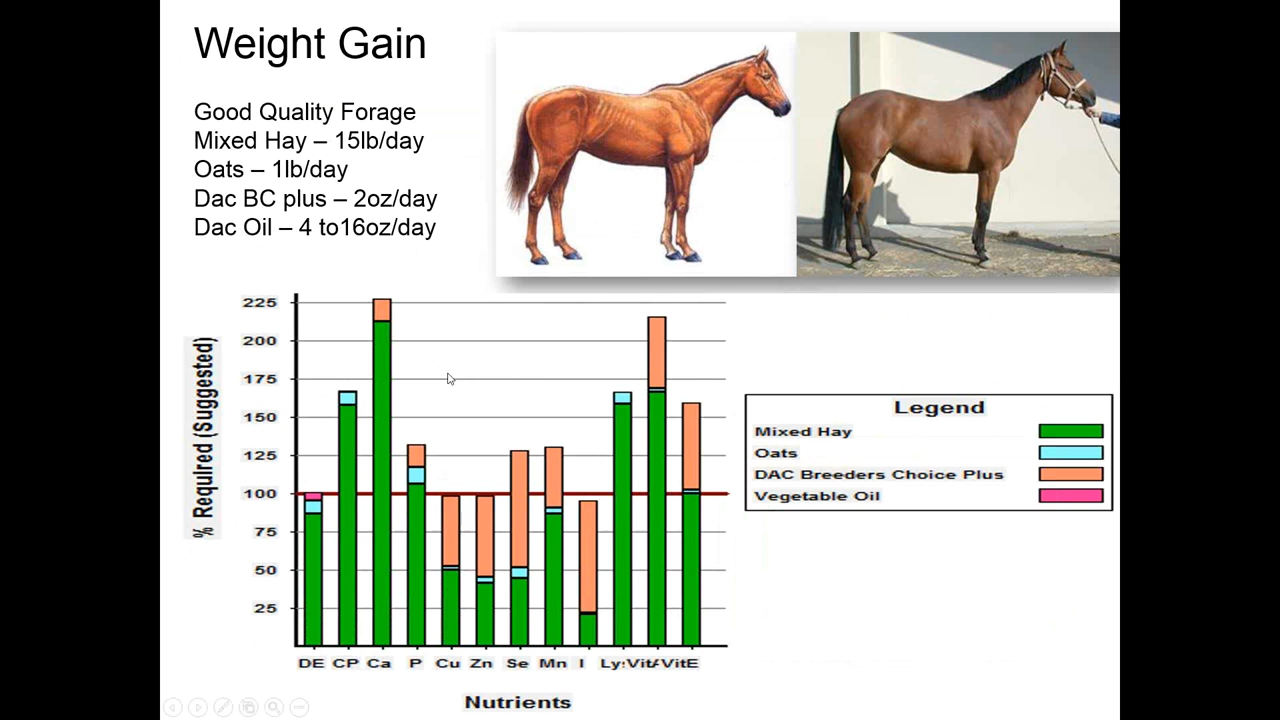 Weight Gain
Good Quality Forage
Mixed Hay – 15lb/day
Oats – 1lb/day
Dac BC plus – 2oz/day
Dac Oil – 4 to16oz/day
% Required (Suggested)
225
200
175
150
125
100
75
50
25
DE CP Ca P Cu Zn Se Mn I Lys VitA VitE
Nutrients
Legend
Mixed Hay
Oats
DAC Breeders Choice Plus
Vegetable Oil